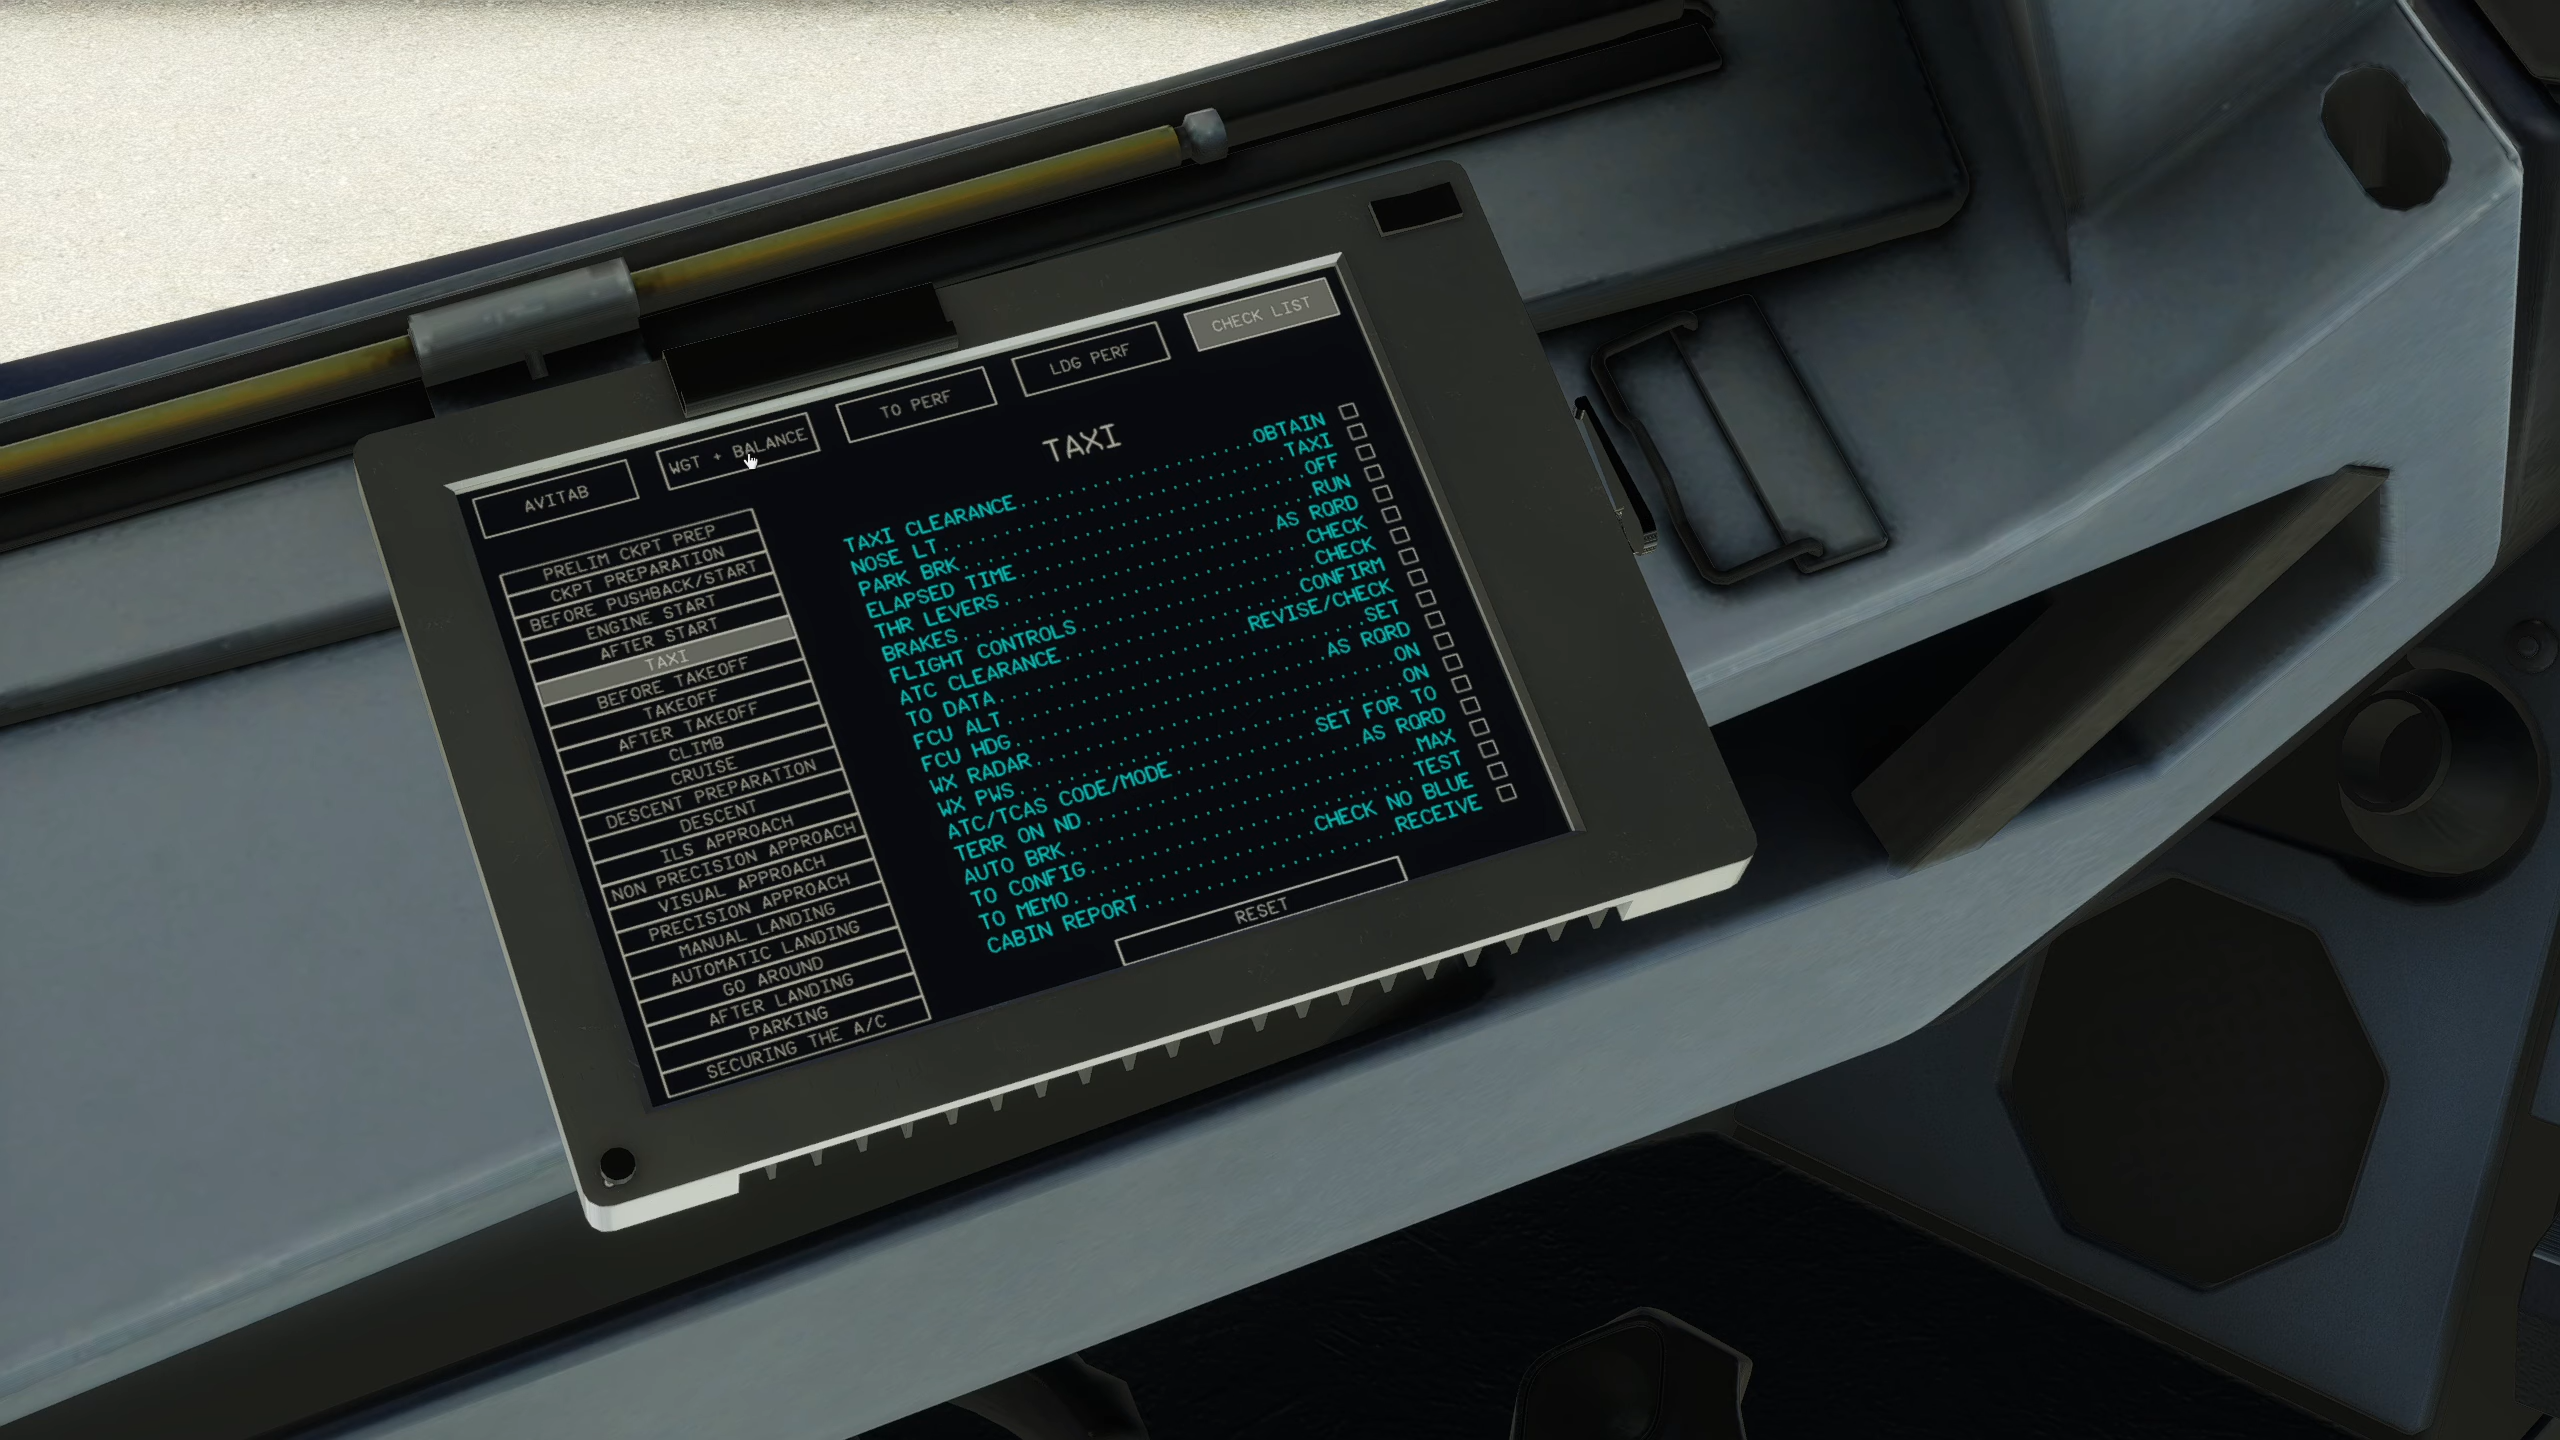 AVITAB
WGT + BALANCE
TO PERF
LDG PERF
CHECK LIST
PRELIM CKPT PREP
CKPT PREPARATION
BEFORE PUSHBACK/START
ENGINE START
AFTER START
TAXI
BEFORE TAKEOFF
TAKEOFF
AFTER TAKEOFF
CLIMB
CRUISE
DESCENT PREPARATION
DESCENT
ILS APPROACH
NON PRECISION APPROACH
VISUAL APPROACH
PRECISION APPROACH
MANUAL LANDING
AUTOMATIC LANDING
GO AROUND
AFTER LANDING
PARKING
SECURING THE A/C
TAXI
TAXI CLEARANCE..................OBTAIN
NOSE LT..................TAXI
PARK BRK..................OFF
ELAPSED TIME..................RUN
THR LEVERS..................AS RQRD
BRAKES..................CHECK
FLIGHT CONTROLS..................CHECK
ATC CLEARANCE..................CONFIRM
TO DATA..................REVISE/CHECK
FCU ALT..................SET
FCU HDG..................AS RQRD
WX RADAR..................ON
WX PWS..................ON
ATC/TCAS CODE/MODE..................SET FOR TO
TERR ON ND..................AS RQRD
AUTO BRK..................MAX
TO CONFIG..................TEST
TO MEMO..................CHECK NO BLUE
CABIN REPORT..................RECEIVE
RESET